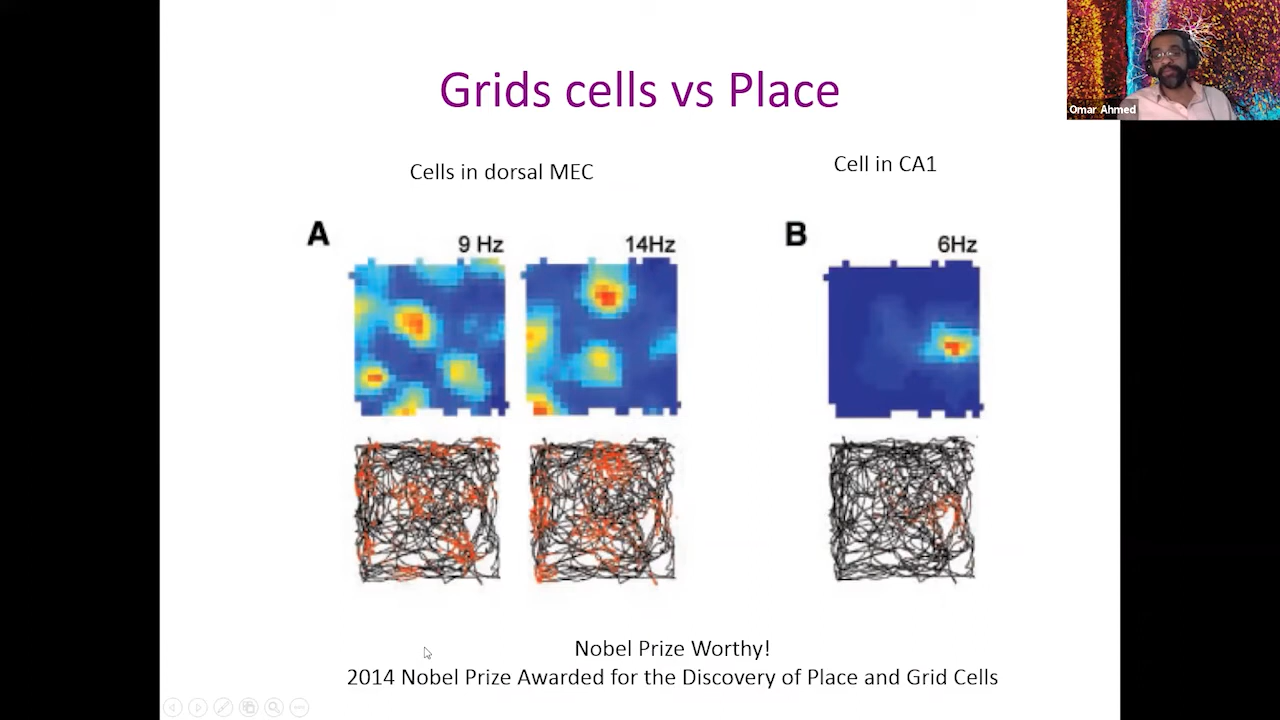 Grids cells vs Place
Omar Ahmed
Cells in dorsal MEC
Cell in CA1
A
9 Hz
14Hz
B
6Hz
Nobel Prize Worthy!
2014 Nobel Prize Awarded for the Discovery of Place and Grid Cells